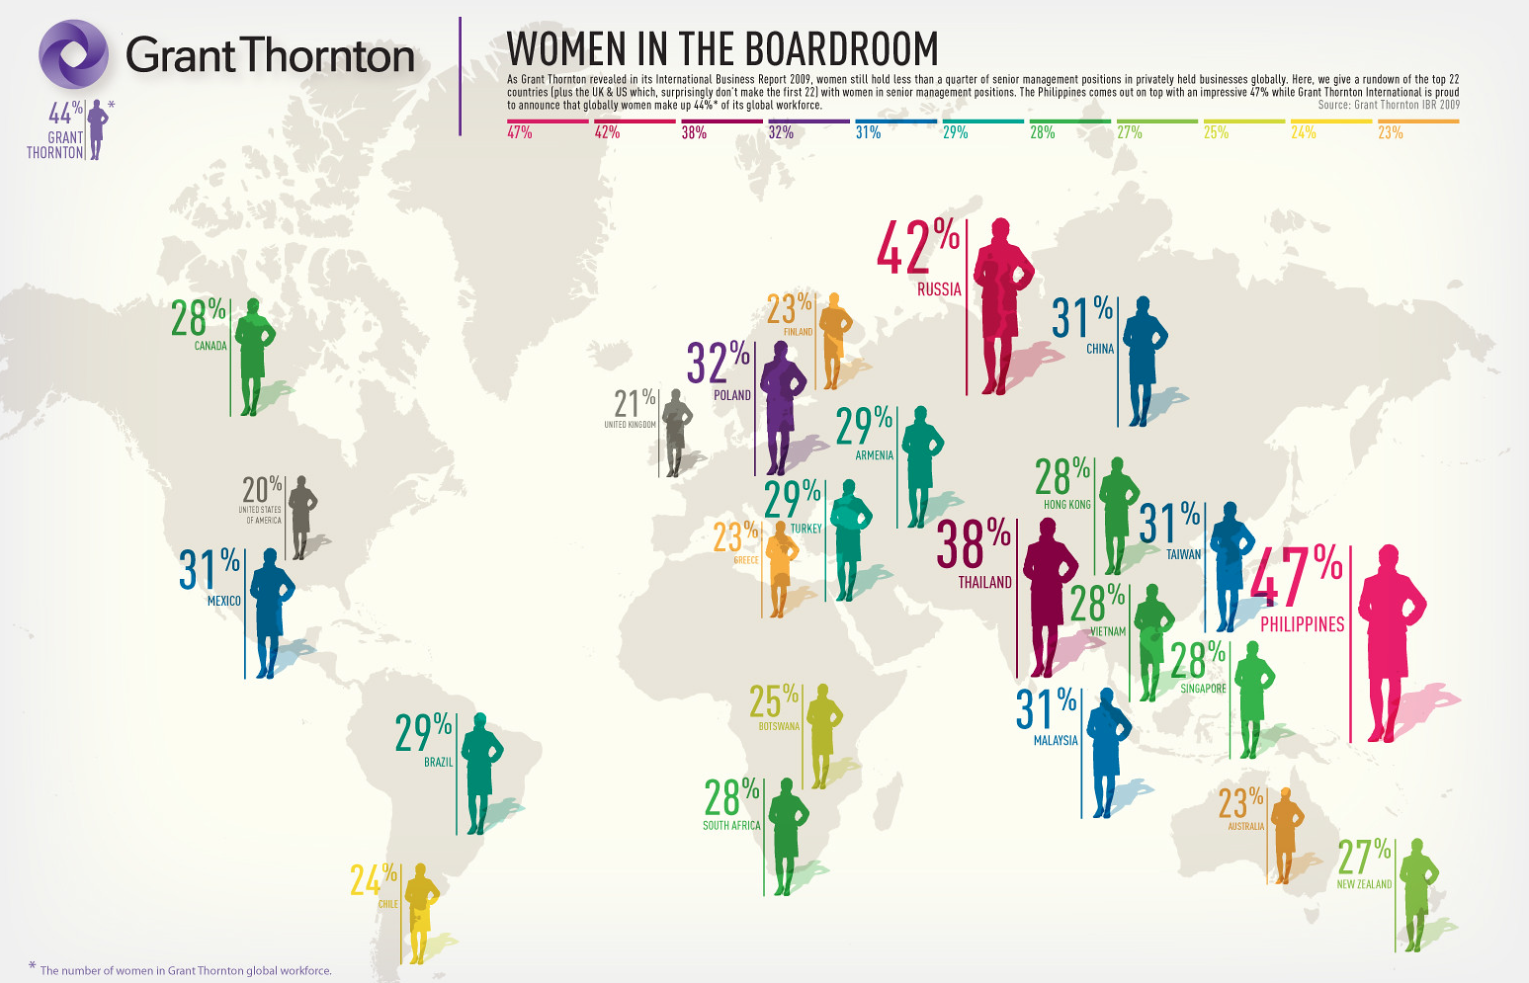 Grant Thornton
44%*
GRANT
THORNTON
WOMEN IN THE BOARDROOM
As Grant Thornton revealed in its International Business Report 2009, women still hold less than a quarter of senior management positions in privately held businesses globally. Here, we give a rundown of the top 22
countries (plus the UK & US which, surprisingly don't make the first 22) with women in senior management positions. The Philippines comes out on top with an impressive 47% while Grant Thornton International is proud
to announce that globally women make up 44%* of its global workforce.
Source: Grant Thornton IBR 2009
47% 42% 38% 32% 31% 29% 28% 27% 25% 24% 23%
42%
RUSSIA
28%
CANADA
23%
FINLAND
31%
CHINA
32%
POLAND
21%
UNITED KINGDOM
29%
ARMENIA
20%
UNITED STATES
OF AMERICA
29%
TURKEY
28%
HONG KONG
31%
TAIWAN
23%
GREECE
38%
THAILAND
47%
PHILIPPINES
31%
MEXICO
28%
VIETNAM
28%
SINGAPORE
25%
BOTSWANA
31%
MALAYSIA
29%
BRAZIL
28%
SOUTH AFRICA
23%
AUSTRALIA
27%
NEW ZEALAND
24%
CHILE
* The number of women in Grant Thornton global workforce.